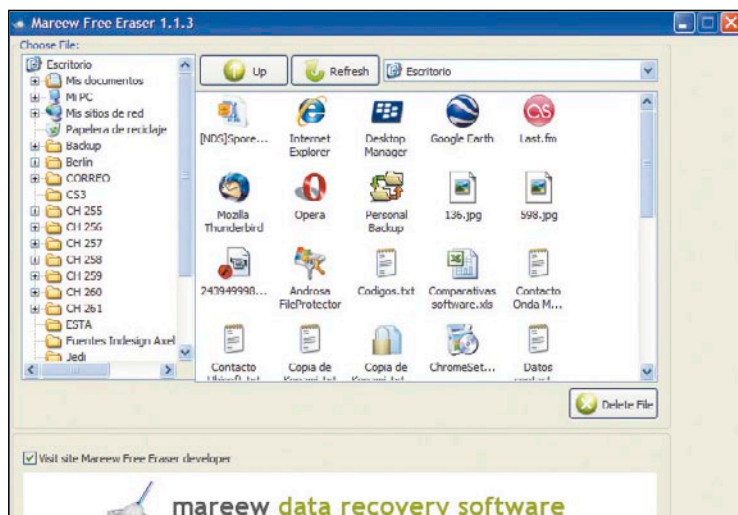 Mareew Free Eraser 1.1.3
Choose File:
Escritorio
Mis documentos
Mi PC
Mis sitios de red
Papelera de reciclaje
Backup
Berlin
CORREO
CS3
CH 255
CH 256
CH 257
CH 258
CH 259
CH 260
CH 261
ESTA
Fuentes Indesign Axel
Jedi
Up
Refresh
Escritorio
[NDS]Spore...
Internet Explorer
Desktop Manager
Google Earth
Last.fm
Mozilla Thunderbird
Opera
Personal Backup
136.jpg
598.jpg
243949998...
Androsa FileProtector
Codigos.txt
Comparativas software.xls
Contacto Onda M...
Contacto
Copia de
Copia de
ChromeSet...
Datos
Delete File
Visit site Mareew Free Eraser developer
mareew data recovery software